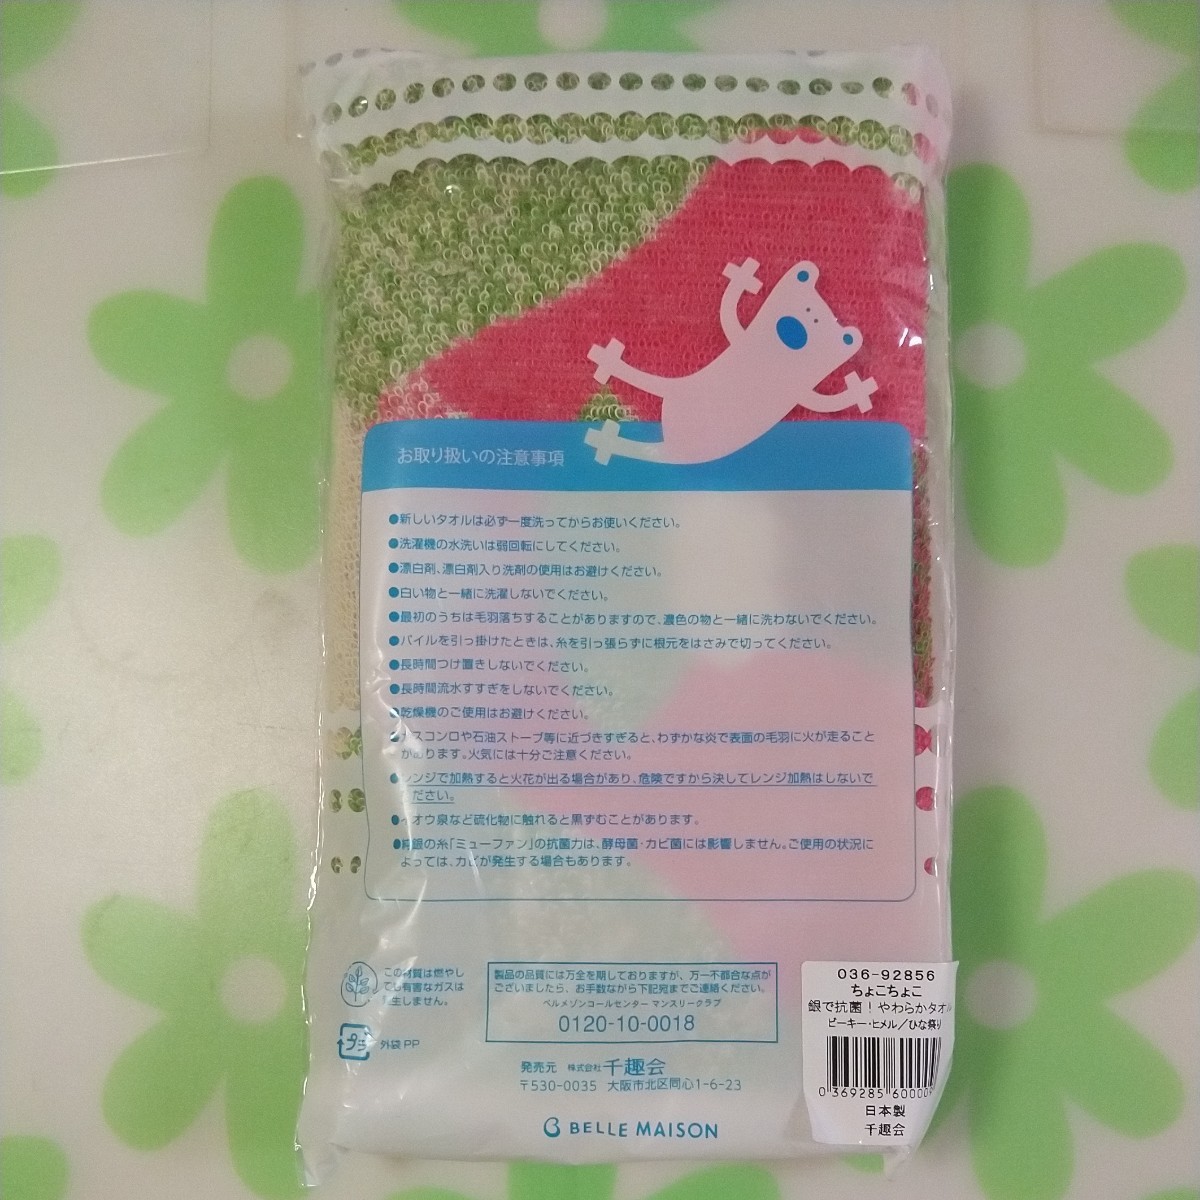 お取り扱いの注意事項
●新しいタオルは必ず一度洗ってからお使いください。
●洗濯機の水洗いは弱回転にしてください。
●漂白剤、漂白剤入り洗剤の使用はお避けください。
●白い物と一緒に洗濯しないでください。
●最初のうちは毛羽落ちすることがありますので、濃色の物と一緒に洗わないでください。
●パイルを引っ掛けたときは、糸を引っ張らずに根元をはさみで切ってください。
●長時間つけ置きしないでください。
●長時間流水すすぎをしないでください。
●乾燥機のご使用はお避けください。
●ガスコンロや石油ストーブ等に近づきすぎると、わずかな炎で表面の毛羽に火が走ること
があります。火気には十分ご注意ください。
●レンジで加熱すると火花が出る場合があり、危険ですから決してレンジ加熱はしないで
ください。
●イオウ泉など硫化物に触れると黒ずむことがあります。
●純銀の糸「ミューファン」の抗菌力は、酵母菌・カビ菌には影響しません。ご使用の状況に
よっては、カビが発生する場合もあります。
この材質は燃やし
ても有害なガスは
発生しません。
プラ
外袋 PP
製品の品質には万全を期しておりますが、万一不都合な点が
ございましたら、お手数ながら下記宛までご連絡ください。
ベルメゾンコールセンター マンスリークラブ
0120-10-0018
発売元 株式会社 千趣会
〒530-0035 大阪市北区同心1-6-23
BELLE MAISON
036-92856
ちょこちょこ
銀で抗菌!やわらかタオル
ピーキー・ヒメル/ひな祭り
0 369285 60000
日本製
千趣会